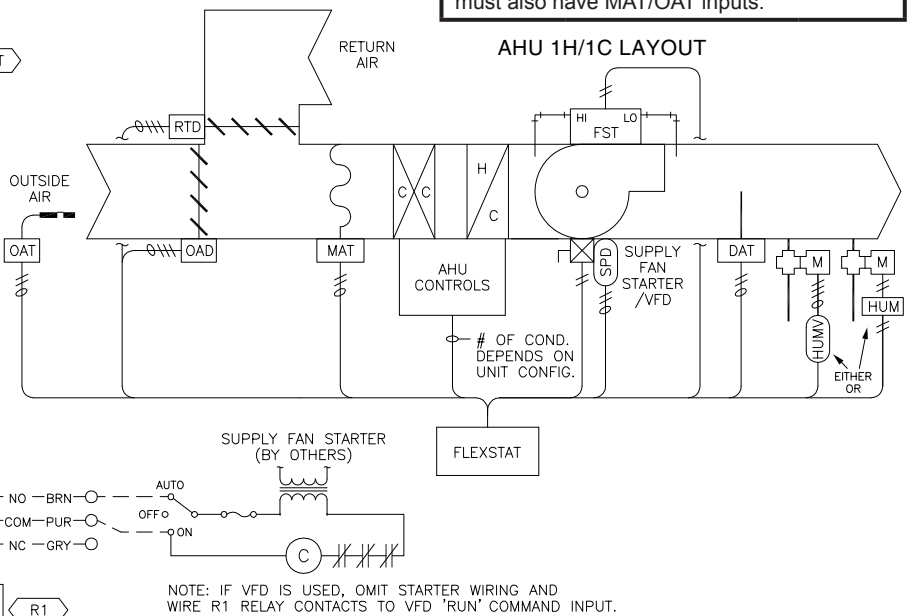 must also have MAT/OAT inputs.
AHU 1H/1C LAYOUT
RETURN
AIR
T
HI
LO
FST
RTD
OUTSIDE
AIR
C
C
H
C
OAT
OAD
MAT
AHU
CONTROLS
SPD
SUPPLY
FAN
STARTER
/VFD
DAT
M
M
HUM
HUMV
# OF COND.
DEPENDS ON
UNIT CONFIG.
EITHER
OR
FLEXSTAT
SUPPLY FAN STARTER
(BY OTHERS)
AUTO
NO BRN
OFF
COM PUR
ON
NC GRY
C
NOTE: IF VFD IS USED, OMIT STARTER WIRING AND
WIRE R1 RELAY CONTACTS TO VFD 'RUN' COMMAND INPUT.
R1